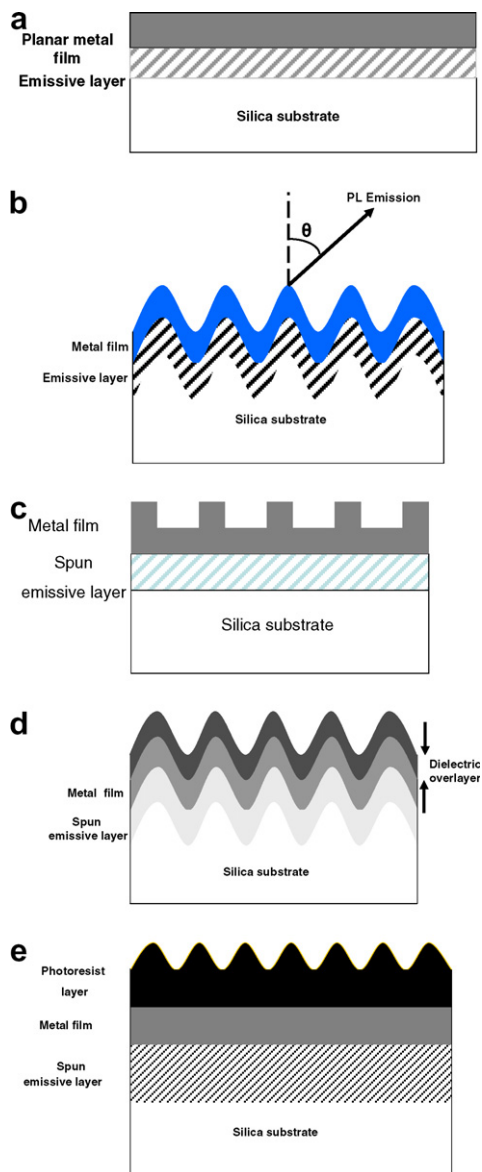 a
Planar metal
film
Emissive layer
Silica substrate
b
PL Emission
θ
Metal film
Emissive layer
Silica substrate
c
Metal film
Spun
emissive layer
Silica substrate
d
Dielectric
overlayer
Metal film
Spun
emissive layer
Silica substrate
e
Photoresist
layer
Metal film
Spun
emissive layer
Silica substrate